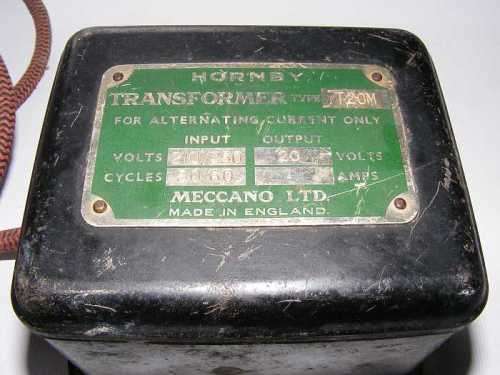 HORNBY
TRANSFORMER TYPE T20M
FOR ALTERNATING CURRENT ONLY
INPUT OUTPUT
VOLTS 20 VOLTS
CYCLES AMPS
MECCANO LTD.
MADE IN ENGLAND.